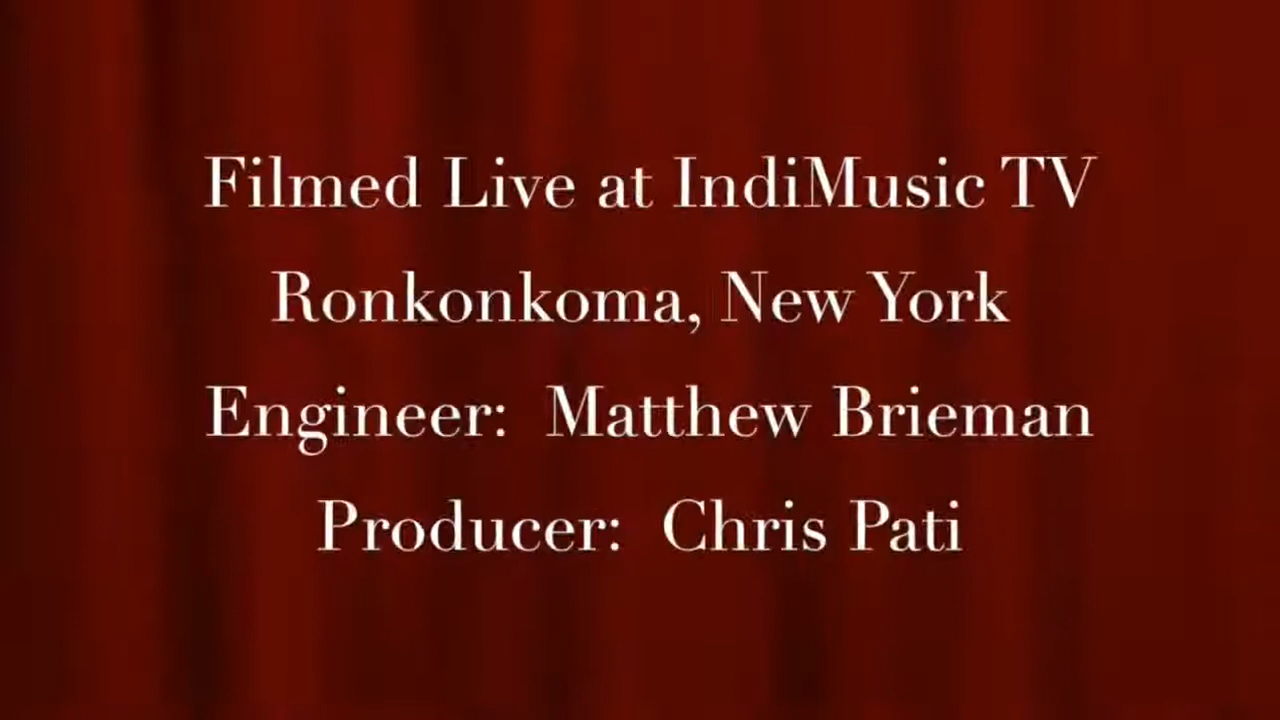 Filmed Live at IndiMusic TV
Ronkonkoma, New York
Engineer:  Matthew Brieman
Producer:  Chris Pati